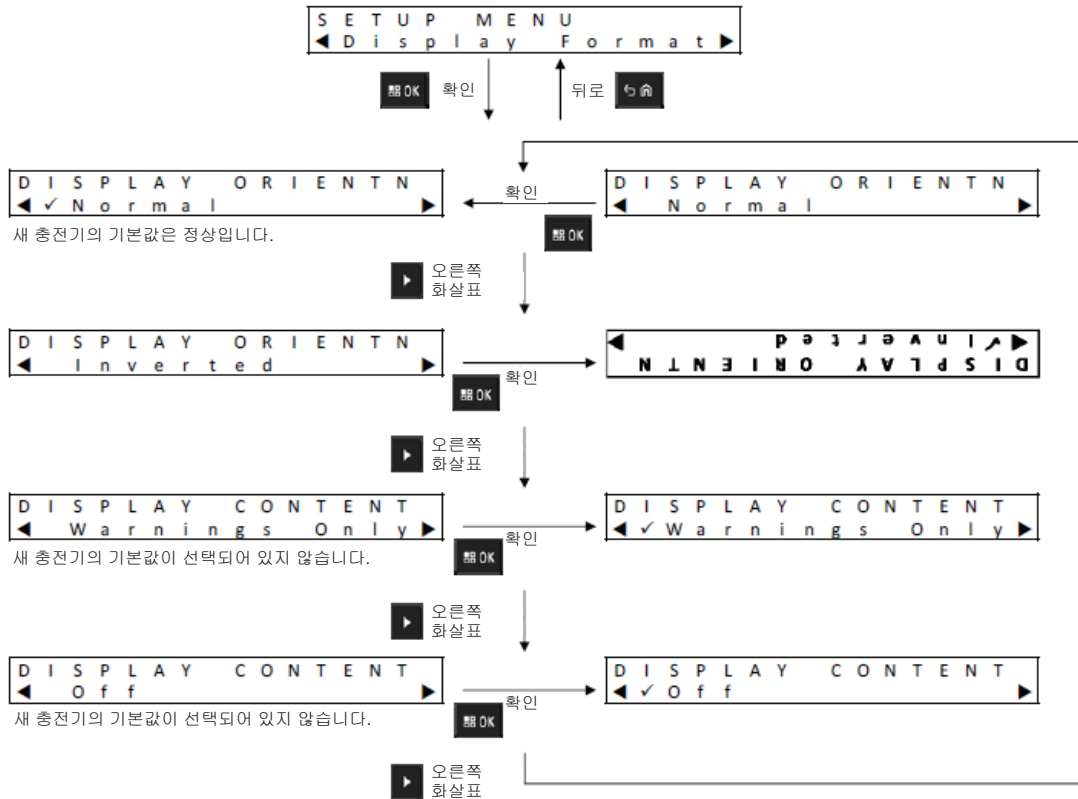 SETUP MENU
◀Display Format▶
OK 확인
뒤로
DISPLAY ORIENTN
◀✓Normal▶
새 충전기의 기본값은 정상입니다.
확인
OK
DISPLAY ORIENTN
◀ Normal▶
오른쪽
화살표
DISPLAY ORIENTN
◀ Inverted▶
확인
OK
DISPLAY ORIENTN
◀✓Inverted▶
오른쪽
화살표
DISPLAY CONTENT
◀ Warnings Only▶
새 충전기의 기본값이 선택되어 있지 않습니다.
확인
OK
DISPLAY CONTENT
◀✓Warnings Only▶
오른쪽
화살표
DISPLAY CONTENT
◀ Off▶
새 충전기의 기본값이 선택되어 있지 않습니다.
확인
OK
DISPLAY CONTENT
◀✓Off▶
오른쪽
화살표